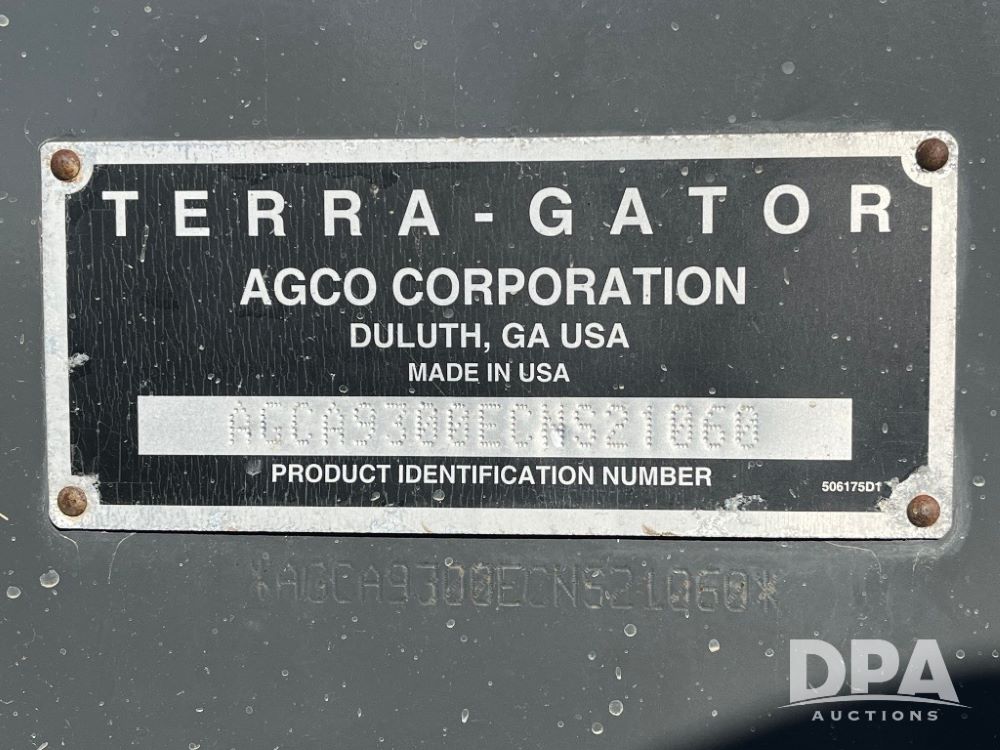 TERRA-GATOR
AGCO CORPORATION
DULUTH, GA USA
MADE IN USA
AGCA9300ECNS21060
PRODUCT IDENTIFICATION NUMBER
506175D1
*AGCA9300ECNS21060*
DPA
AUCTIONS